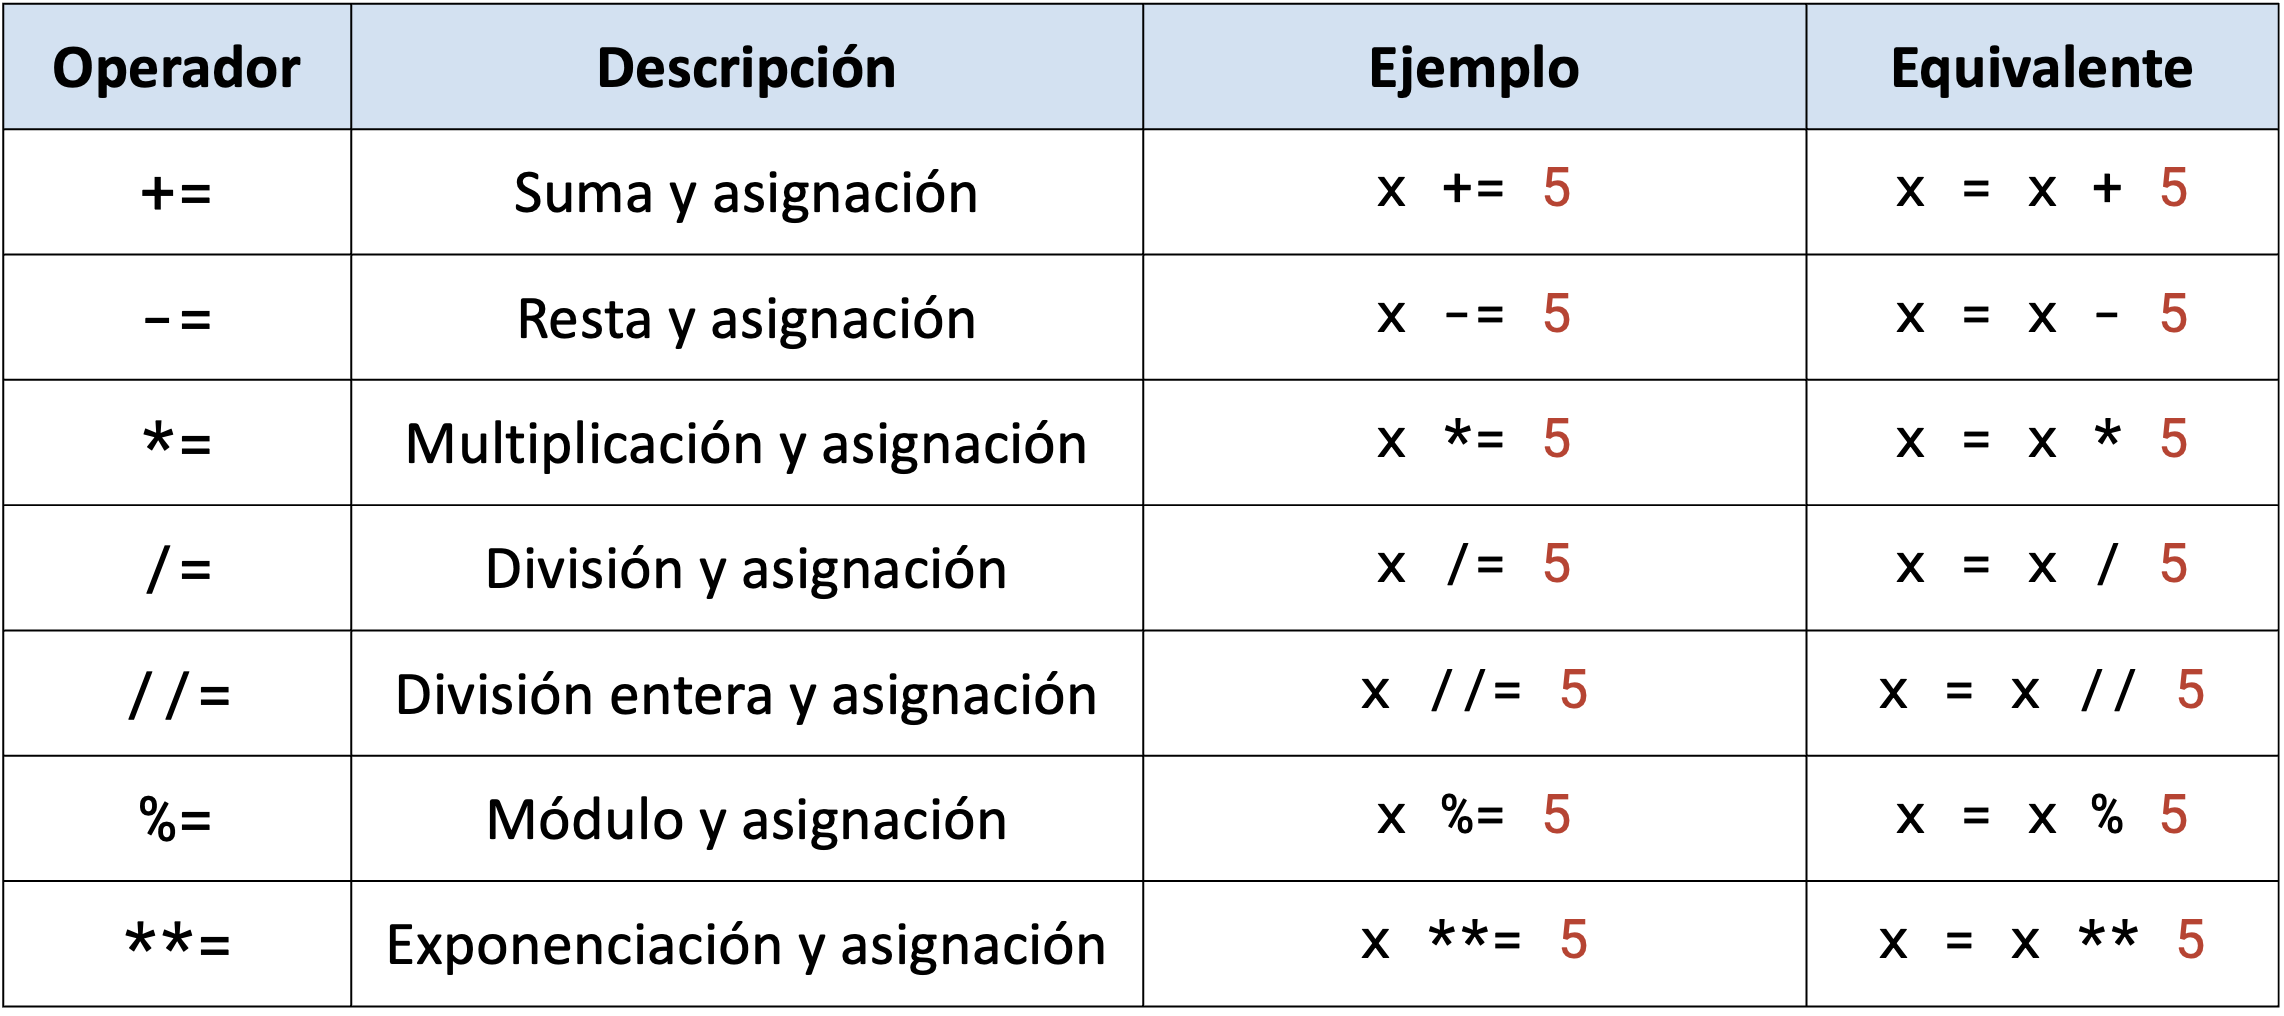 Operador Descripción Ejemplo Equivalente
+= Suma y asignación x += 5 x = x + 5
-= Resta y asignación x -= 5 x = x - 5
*= Multiplicación y asignación x *= 5 x = x * 5
/= División y asignación x /= 5 x = x / 5
//= División entera y asignación x //= 5 x = x // 5
%= Módulo y asignación x %= 5 x = x % 5
**= Exponenciación y asignación x **= 5 x = x ** 5